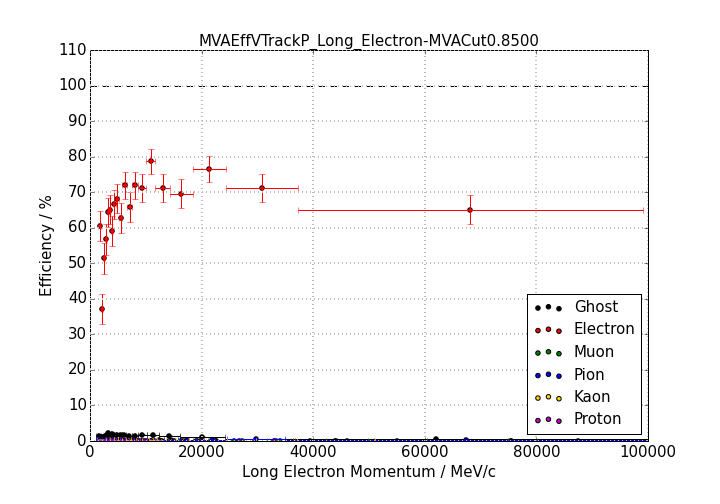 MVAEffVTrackP_Long_Electron-MVACut0.8500
110
100
90
80
70
60
50
40
30
20
10
0
Efficiency / %
Ghost
Electron
Muon
Pion
Kaon
Proton
0 20000 40000 60000 80000 100000
Long Electron Momentum / MeV/c